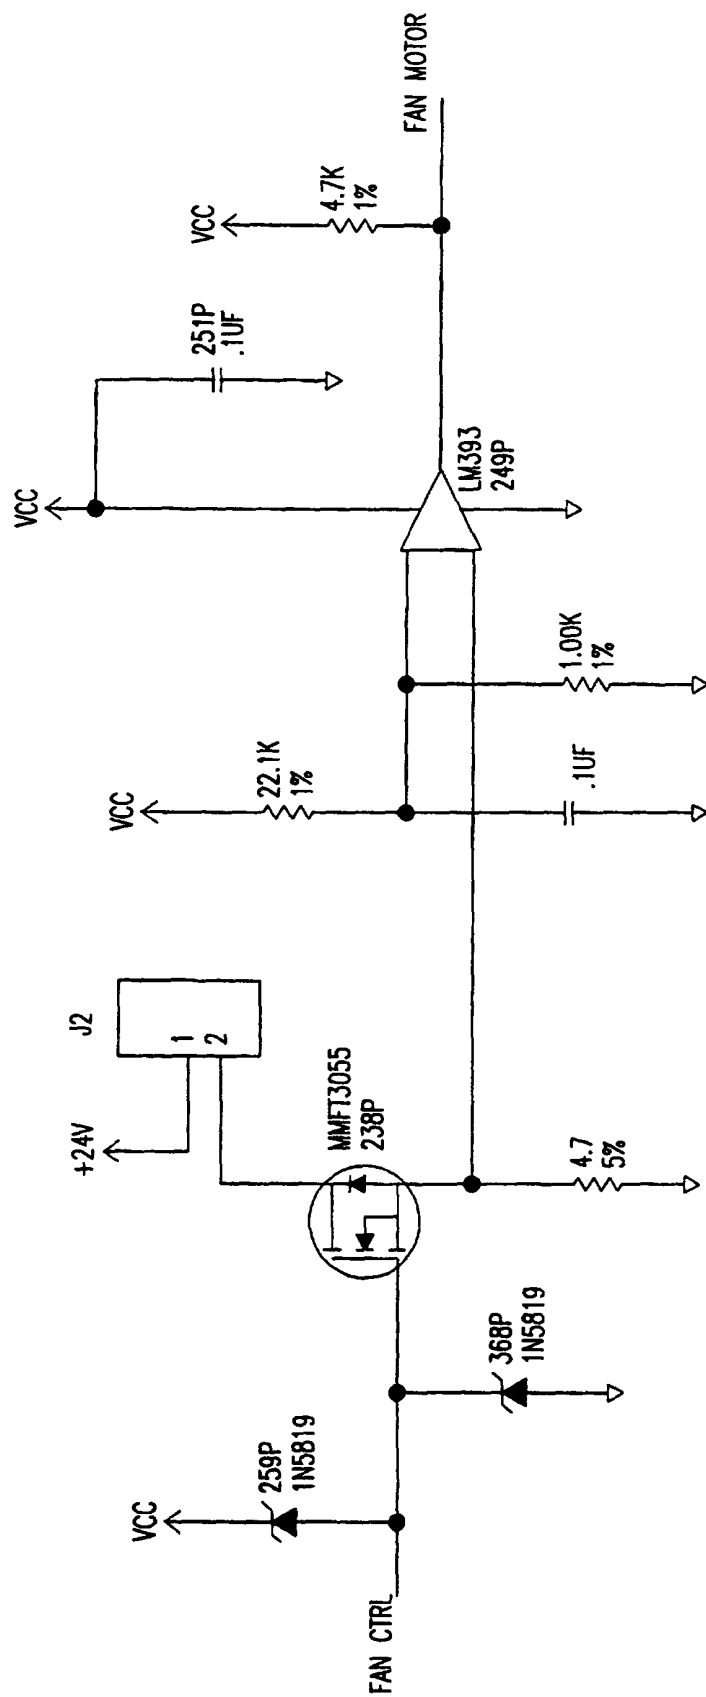 FAN CTRL
VCC
259P
1N5819
368P
1N5819
+24V
J2
1
2
MMFT3055
238P
4.7
5%
VCC
22.1K
1%
.1UF
1.00K
1%
VCC
251P
.1UF
LM393
249P
VCC
4.7K
1%
FAN MOTOR